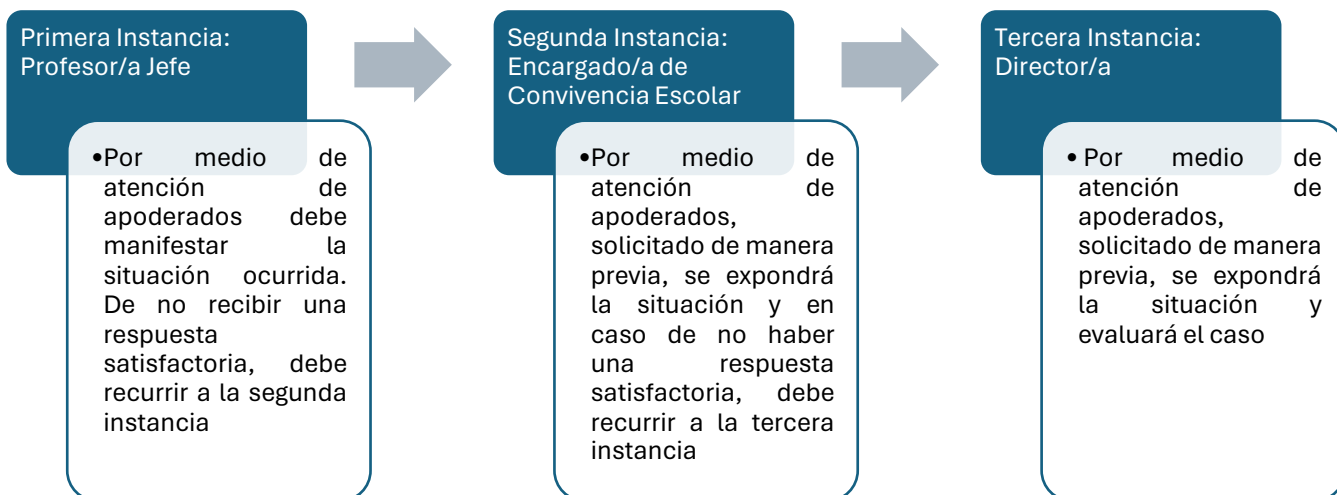 Primera Instancia:
Profesor/a Jefe
•Por medio de
atención de
apoderados debe
manifestar la
situación ocurrida.
De no recibir una
respuesta
satisfactoria, debe
recurrir a la segunda
instancia
Segunda Instancia:
Encargado/a de
Convivencia Escolar
•Por medio de
atención de
apoderados,
solicitado de manera
previa, se expondrá
la situación y en
caso de no haber
una respuesta
satisfactoria, debe
recurrir a la tercera
instancia
Tercera Instancia:
Director/a
• Por medio de
atención de
apoderados,
solicitado de manera
previa, se expondrá
la situación y
evaluará el caso